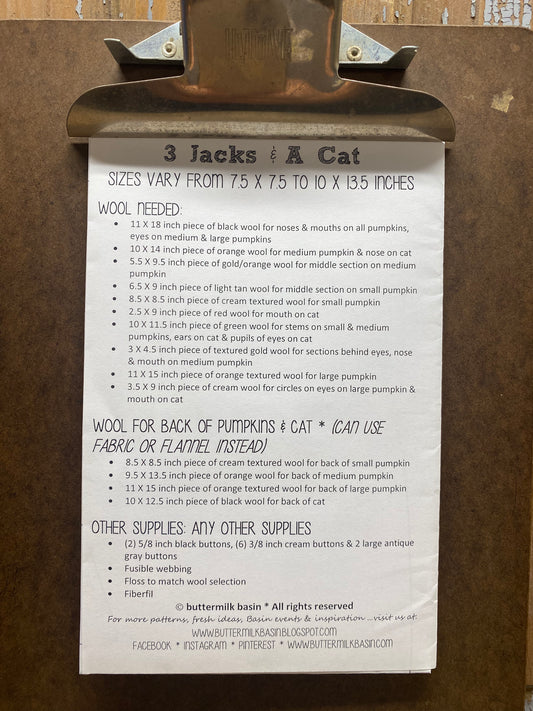 3 Jacks & A Cat
SIZES VARY FROM 7.5 X 7.5 TO 10 X 13.5 INCHES
WOOL NEEDED:
• 11 X 18 inch piece of black wool for noses & mouths on all pumpkins,
eyes on medium & large pumpkins
• 10 X 14 inch piece of orange wool for medium pumpkin & nose on cat
• 5.5 X 9.5 inch piece of gold/orange wool for middle section on medium
pumpkin
• 6.5 X 9 inch piece of light tan wool for middle section on small pumpkin
• 8.5 X 8.5 inch piece of cream textured wool for small pumpkin
• 2.5 X 9 inch piece of red wool for mouth on cat
• 10 X 11.5 inch piece of green wool for stems on small & medium
pumpkins, ears on cat & pupils of eyes on cat
• 3 X 4.5 inch piece of textured gold wool for sections behind eyes, nose
& mouth on medium pumpkin
• 11 X 15 inch piece of orange textured wool for large pumpkin
• 3.5 X 9 inch piece of cream wool for circles on eyes on large pumpkin &
mouth on cat
WOOL FOR BACK OF PUMPKINS & CAT * (CAN USE
FABRIC OR FLANNEL INSTEAD)
• 8.5 X 8.5 inch piece of cream textured wool for back of small pumpkin
• 9.5 X 13.5 inch piece of orange wool for back of medium pumpkin
• 11 X 15 inch piece of orange textured wool for back of large pumpkin
• 10 X 12.5 inch piece of black wool for back of cat
OTHER SUPPLIES: ANY OTHER SUPPLIES
• (2) 5/8 inch black buttons, (6) 3/8 inch cream buttons & 2 large antique
gray buttons
• Fusible webbing
• Floss to match wool selection
• Fiberfil
© buttermilk basin * All rights reserved
For more patterns, fresh ideas, Basin events & inspiration ...visit us at:
WWW.BUTTERMILKBASIN.BLOGSPOT.COM
FACEBOOK * INSTAGRAM * PINTEREST * WWW.BUTTERMILKBASIN.COM